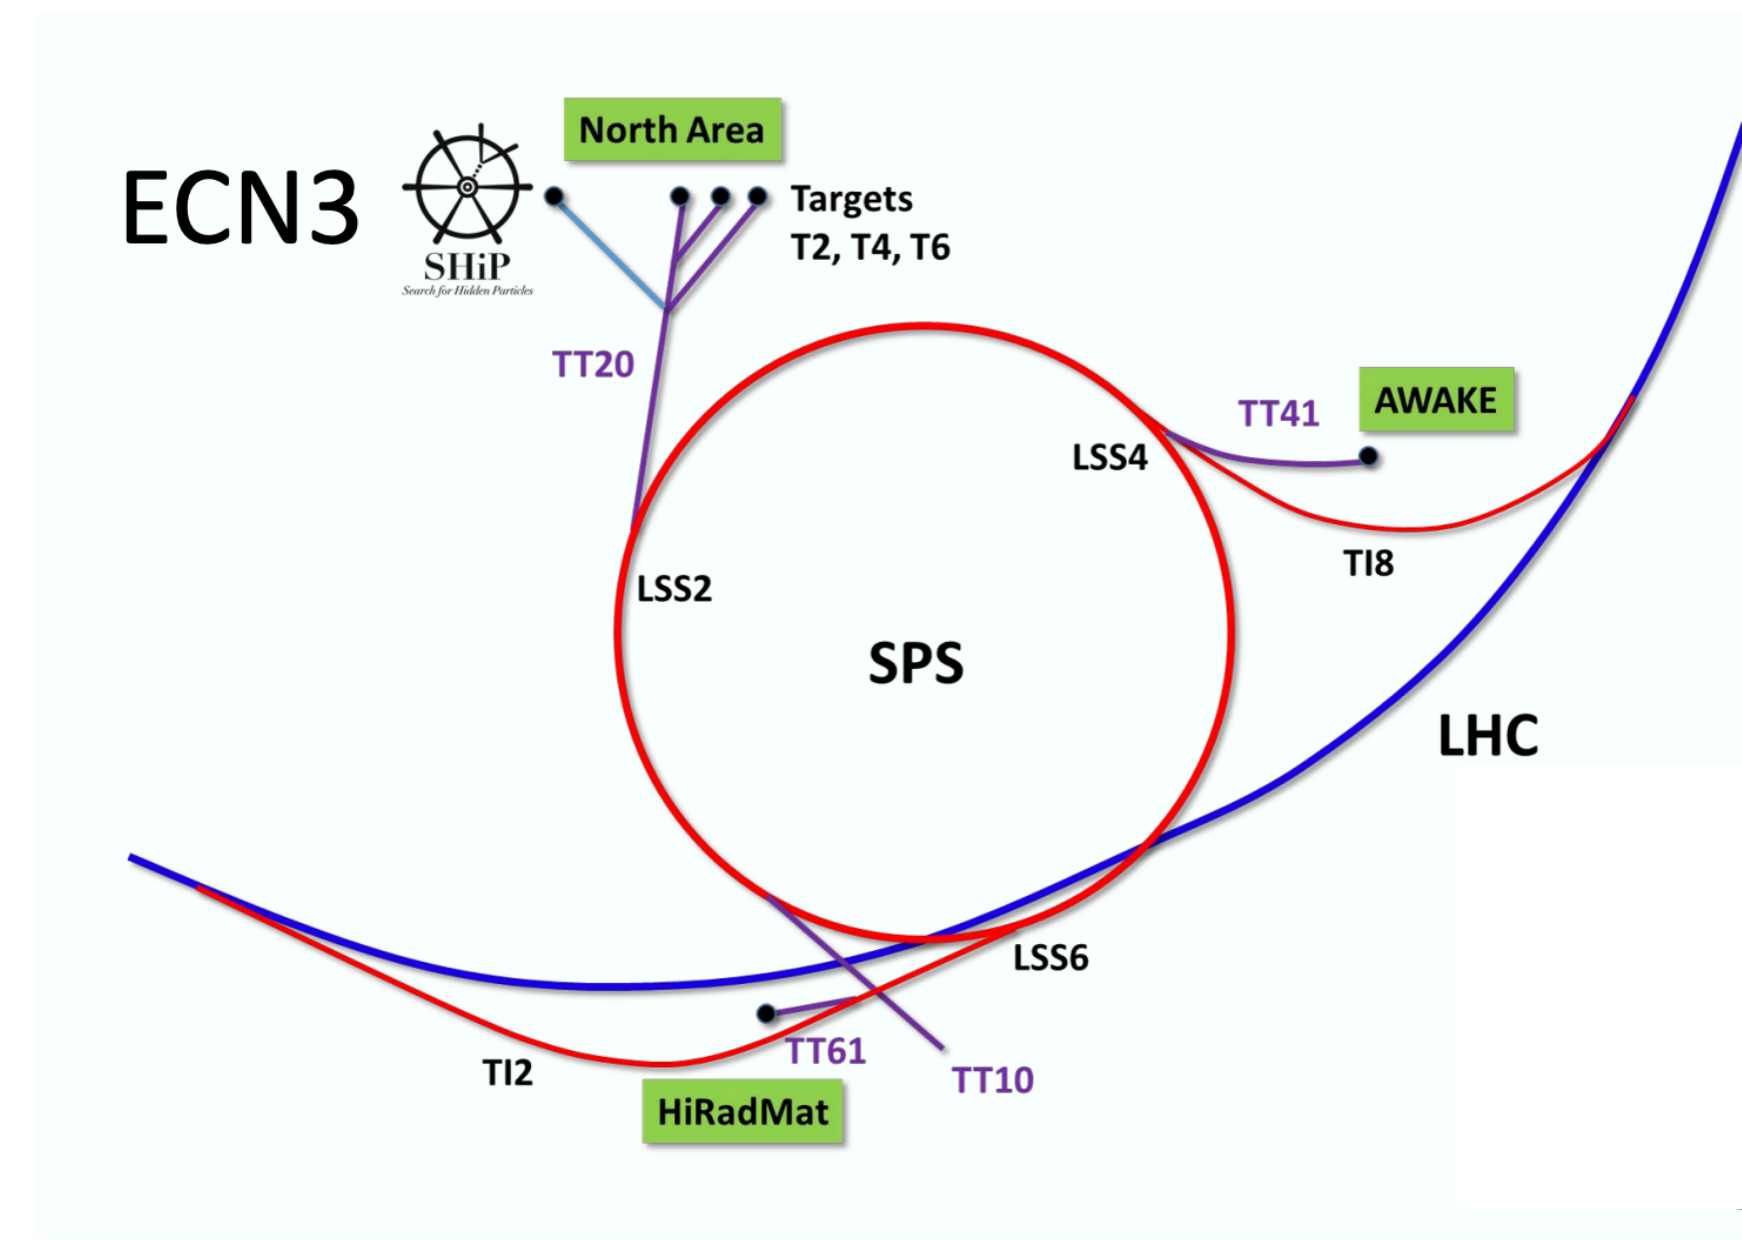 North Area
ECN3
SHiP
Search for Hidden Particles
Targets
T2, T4, T6
TT20
TT41
AWAKE
LSS4
TI8
LSS2
SPS
LHC
LSS6
TT61
TI2
TT10
HiRadMat